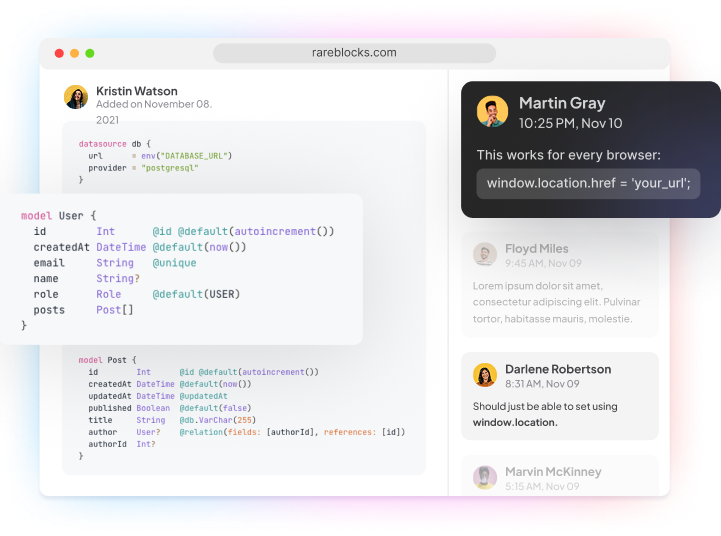 rareblocks.com
Kristin Watson
Added on November 08,
2021
datasource db {
  url      = env("DATABASE_URL")
  provider = "postgresql"
}
model User {
  id        Int      @id @default(autoincrement())
  createdAt DateTime @default(now())
  email     String   @unique
  name      String?
  role      Role     @default(USER)
  posts     Post[]
}
model Post {
  id        Int      @id @default(autoincrement())
  createdAt DateTime @default(now())
  updatedAt DateTime @updatedAt
  published Boolean  @default(false)
  title     String   @db.VarChar(255)
  author    User?    @relation(fields: [authorId], references: [id])
  authorId  Int?
}
Martin Gray
10:25 PM, Nov 10
This works for every browser:
window.location.href = 'your_url';
Floyd Miles
9:45 AM, Nov 09
Lorem ipsum dolor sit amet,
consectetur adipiscing elit. Pulvinar
tortor, habitasse mauris, molestie.
Darlene Robertson
8:31 AM, Nov 09
Should just be able to set using
window.location.
Marvin McKinney
5:15 AM, Nov 09